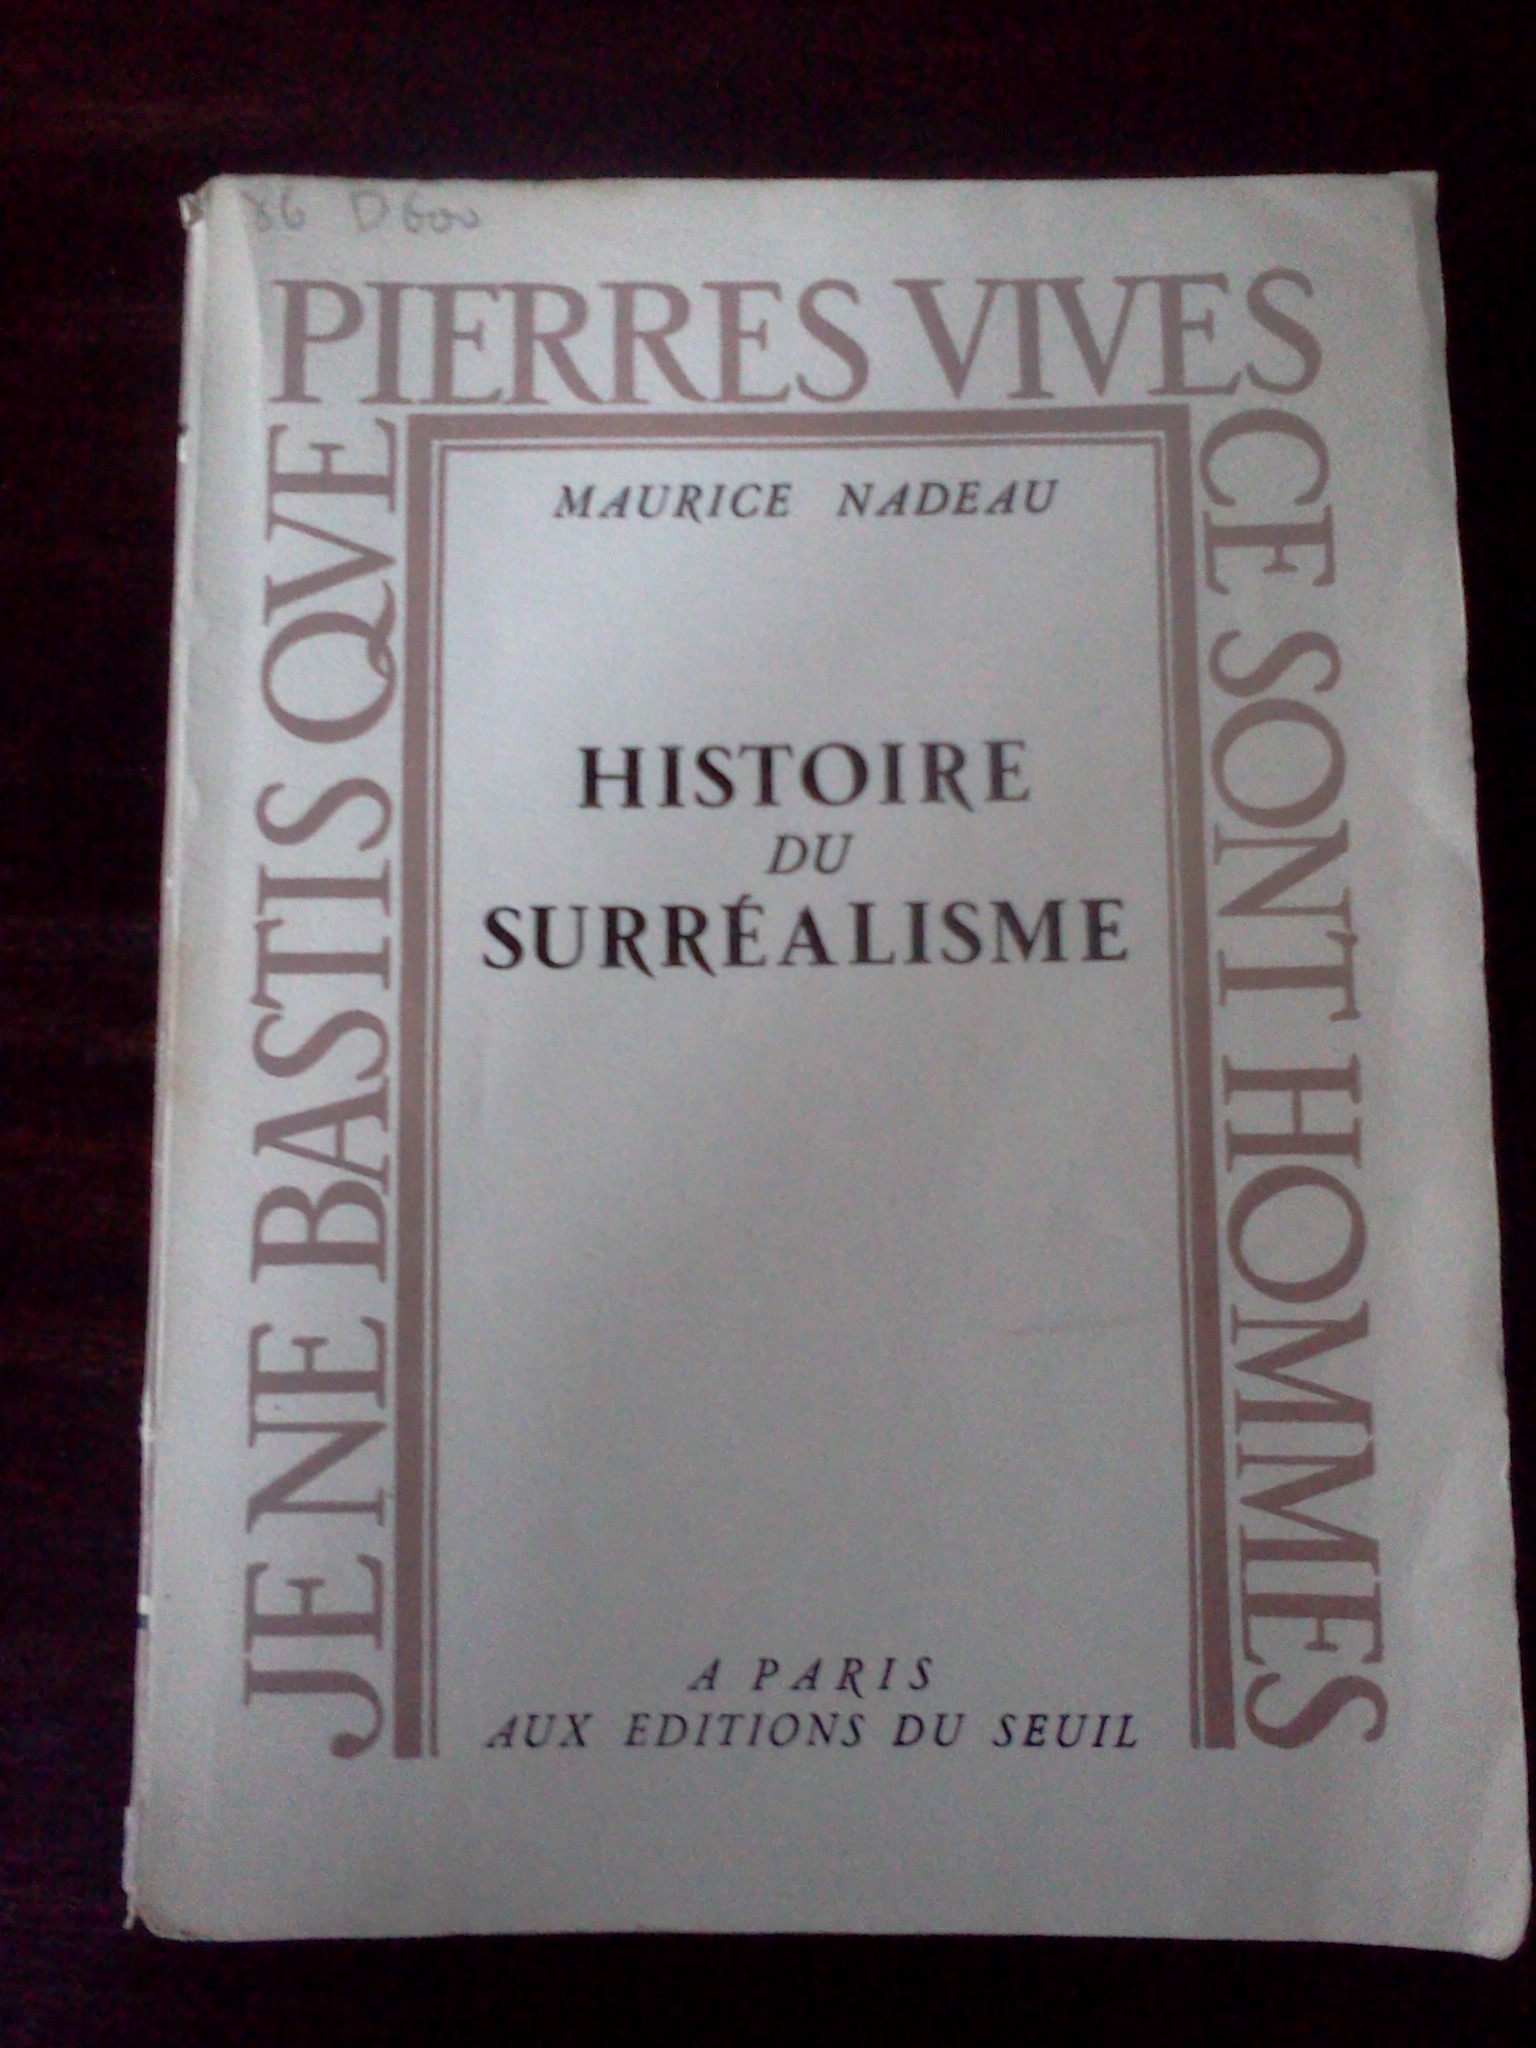 86 D600
JE NE BASTIS QVE
PIERRES VIVES
CE SONT HOMMES
MAURICE NADEAU
HISTOIRE
DU
SURRÉALISME
A PARIS
AUX EDITIONS DU SEUIL